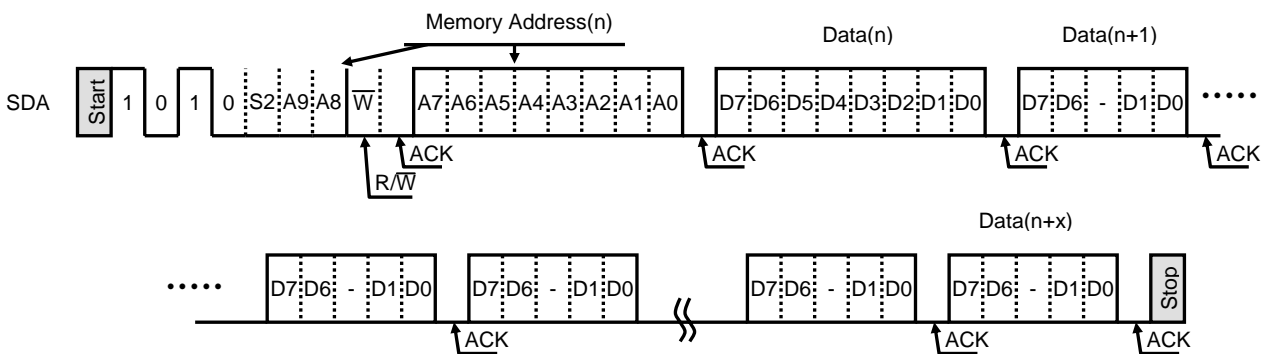 Memory Address(n) Data(n) Data(n+1)
SDA Start 1 0 1 0 S2 A9 A8 W̅ A7 A6 A5 A4 A3 A2 A1 A0 D7 D6 D5 D4 D3 D2 D1 D0 D7 D6 - D1 D0 •••••
ACK ACK ACK ACK
R/W̅
Data(n+x)
••••• D7 D6 - D1 D0 D7 D6 - D1 D0 D7 D6 - D1 D0 D7 D6 - D1 D0 Stop
ACK ACK ACK